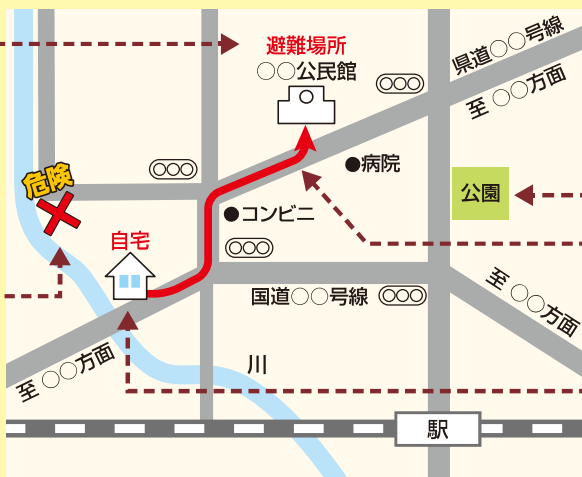 避難場所
○○公民館
県道○○号線
至 ○○方面
危険
●病院
公園
●コンビニ
自宅
国道○○号線
至 ○○方面
至 ○○方面
川
駅